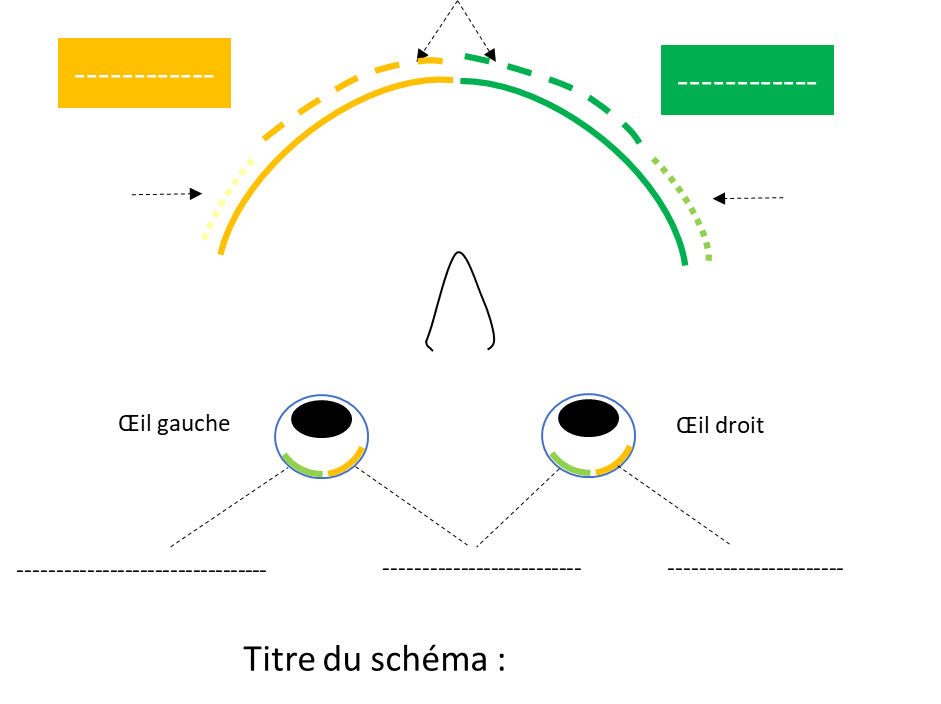 Œil gauche
Œil droit
Titre du schéma :